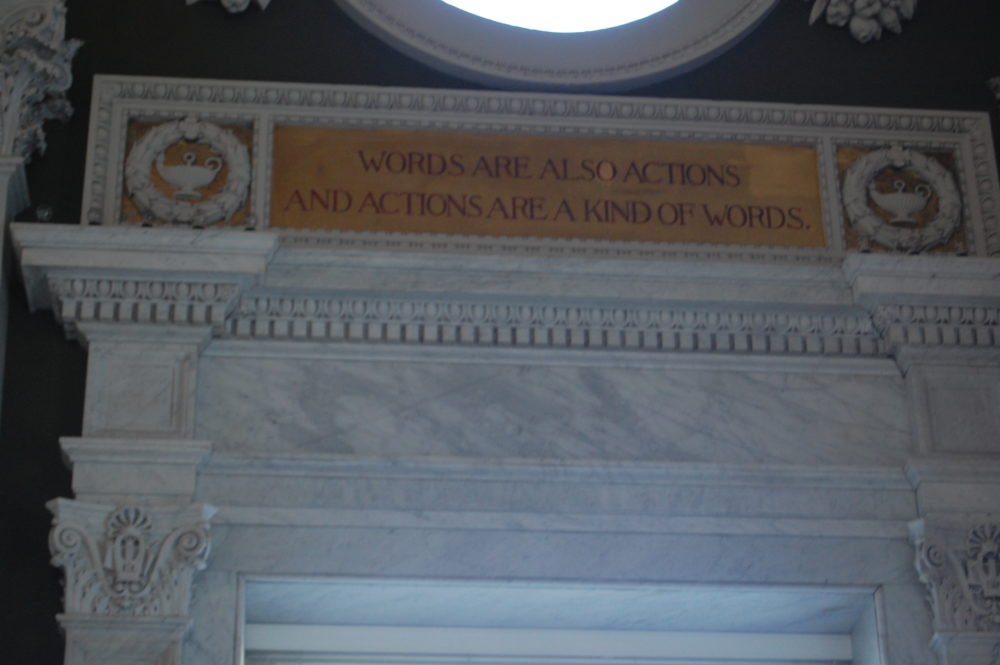 WORDS ARE ALSO ACTIONS
AND ACTIONS ARE A KIND OF WORDS.